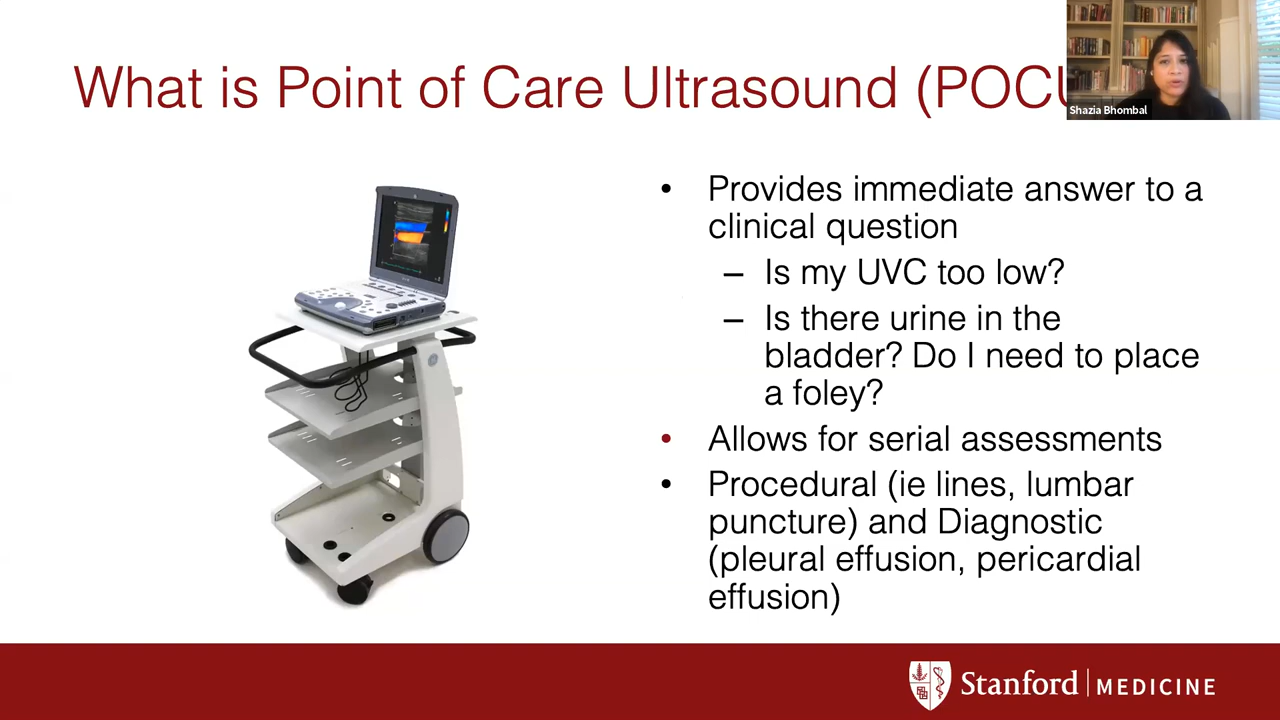 What is Point of Care Ultrasound (POCU
Shazia Bhombal
• Provides immediate answer to a
clinical question
– Is my UVC too low?
– Is there urine in the
bladder? Do I need to place
a foley?
• Allows for serial assessments
• Procedural (ie lines, lumbar
puncture) and Diagnostic
(pleural effusion, pericardial
effusion)
Stanford MEDICINE